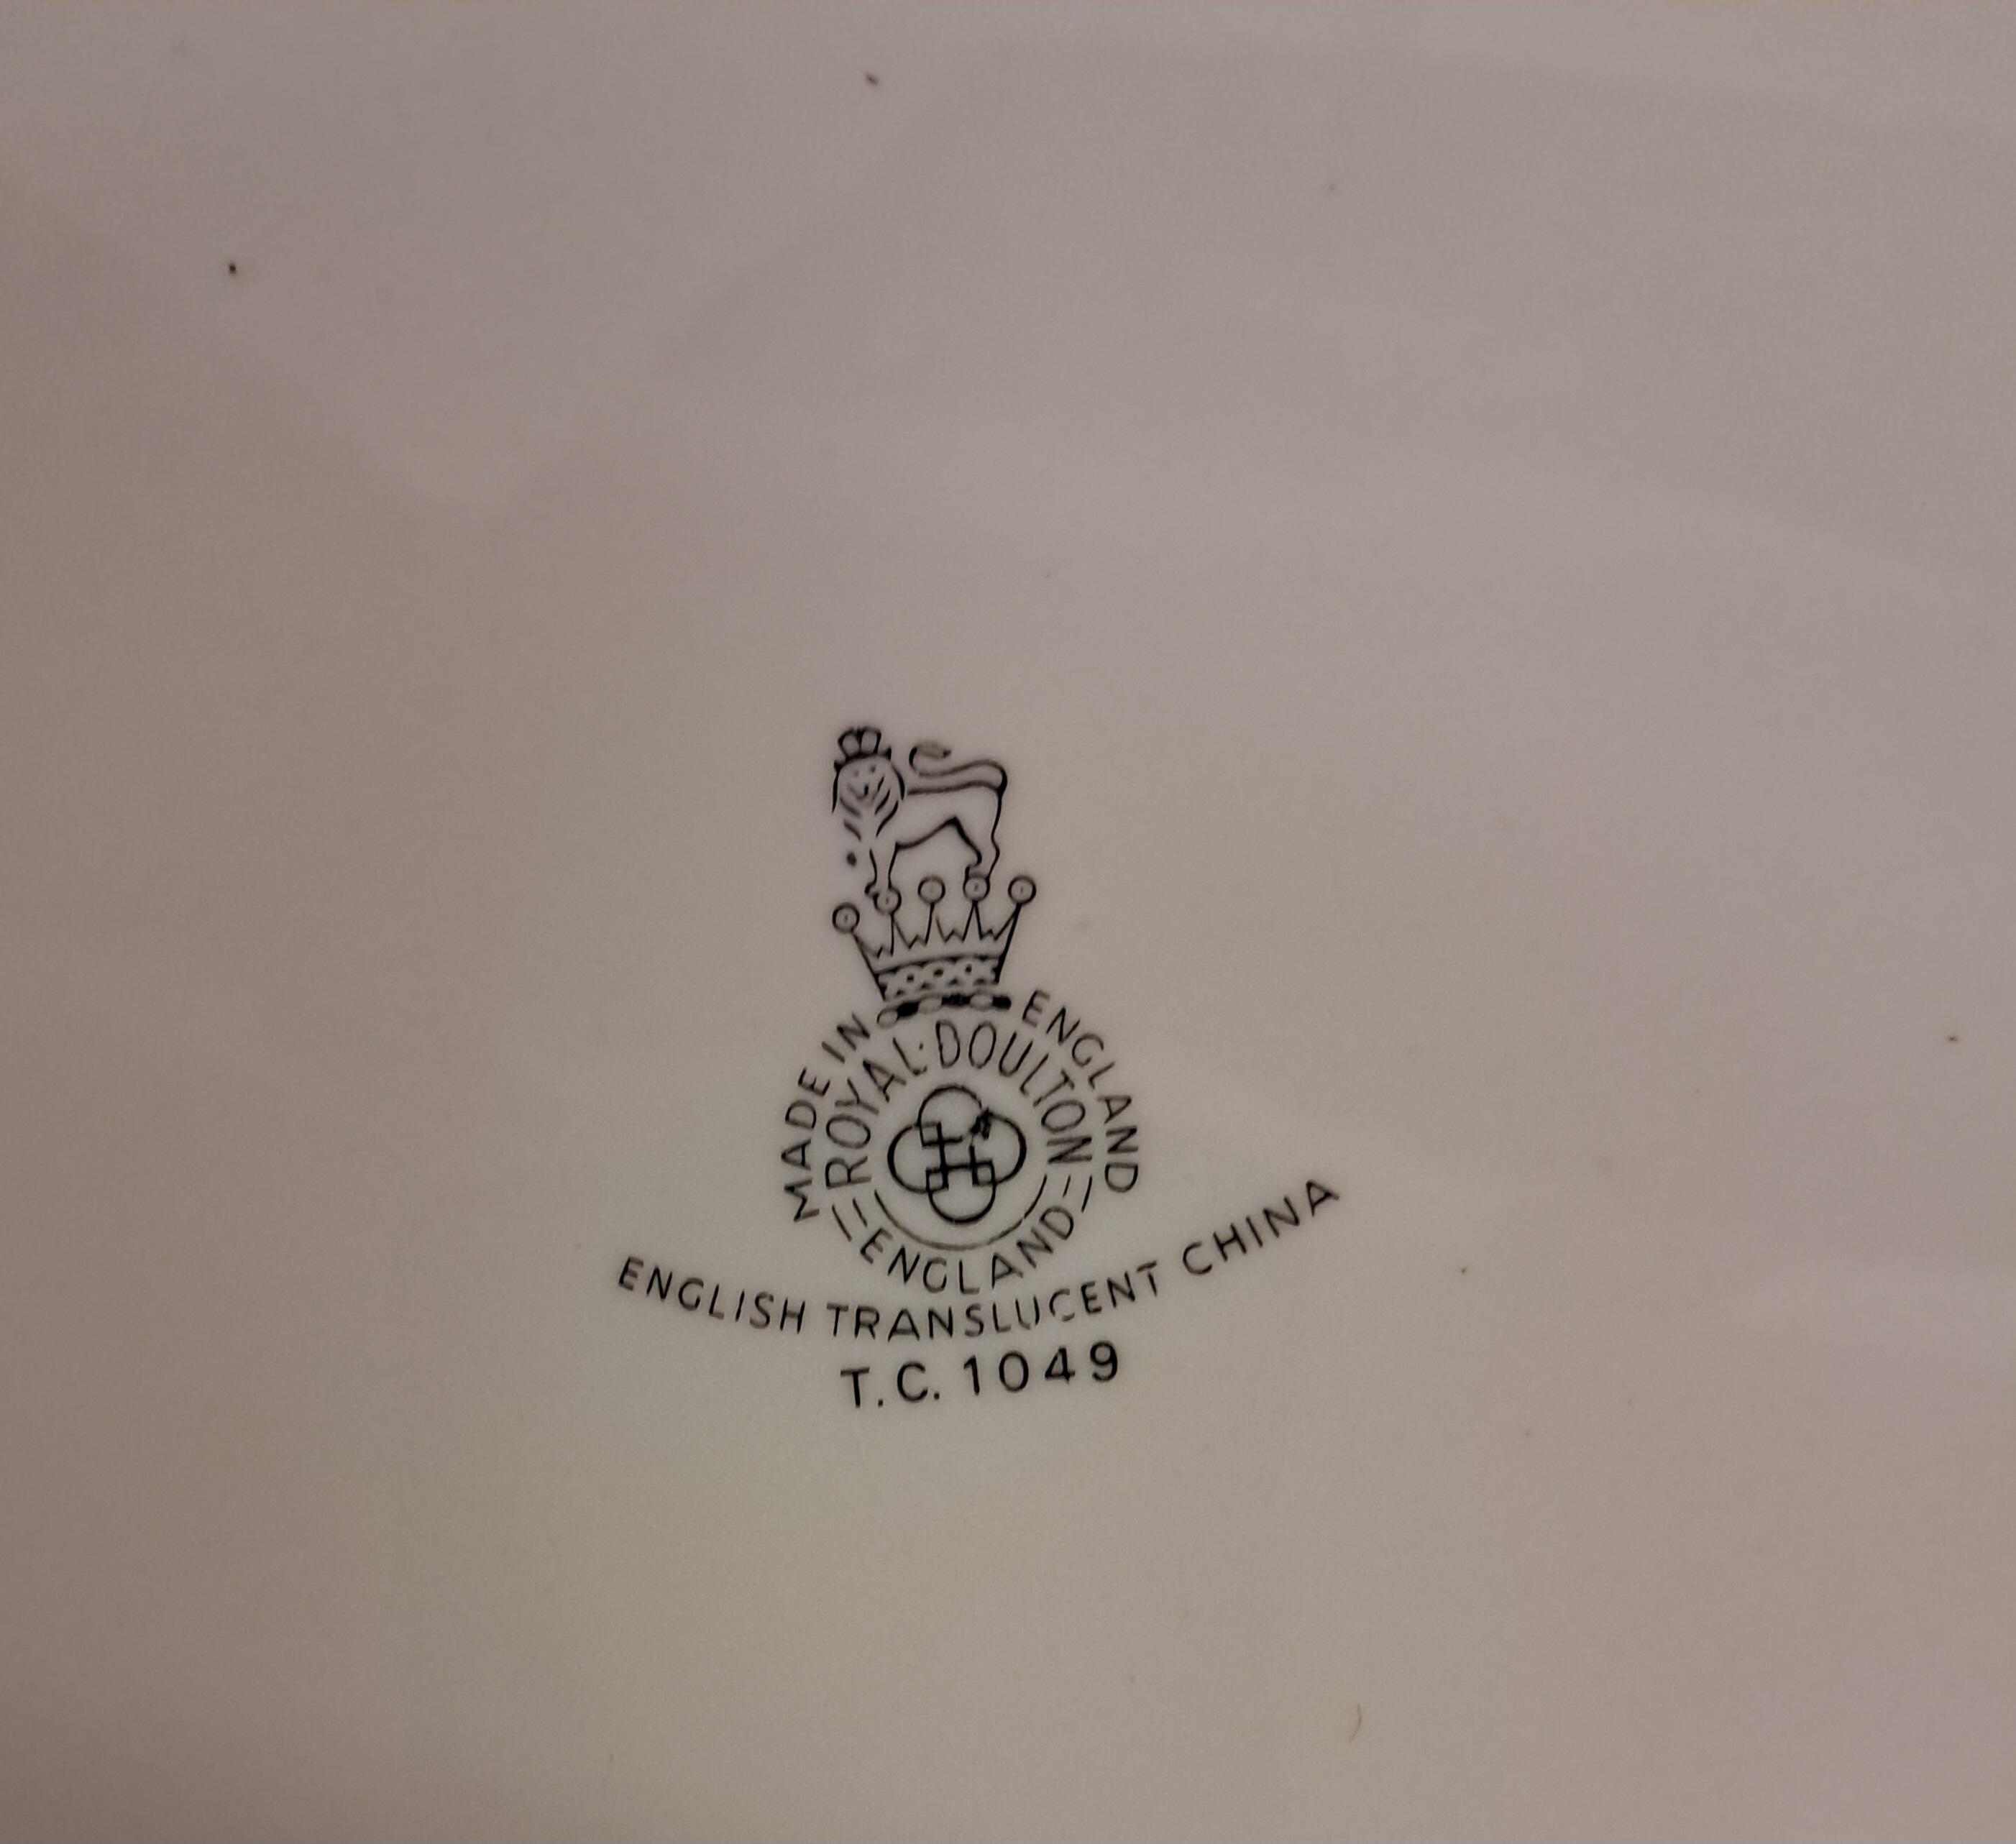 MADE IN ENGLAND
ROYAL·DOULTON
ENGLAND
ENGLISH TRANSLUCENT CHINA
T.C. 1049